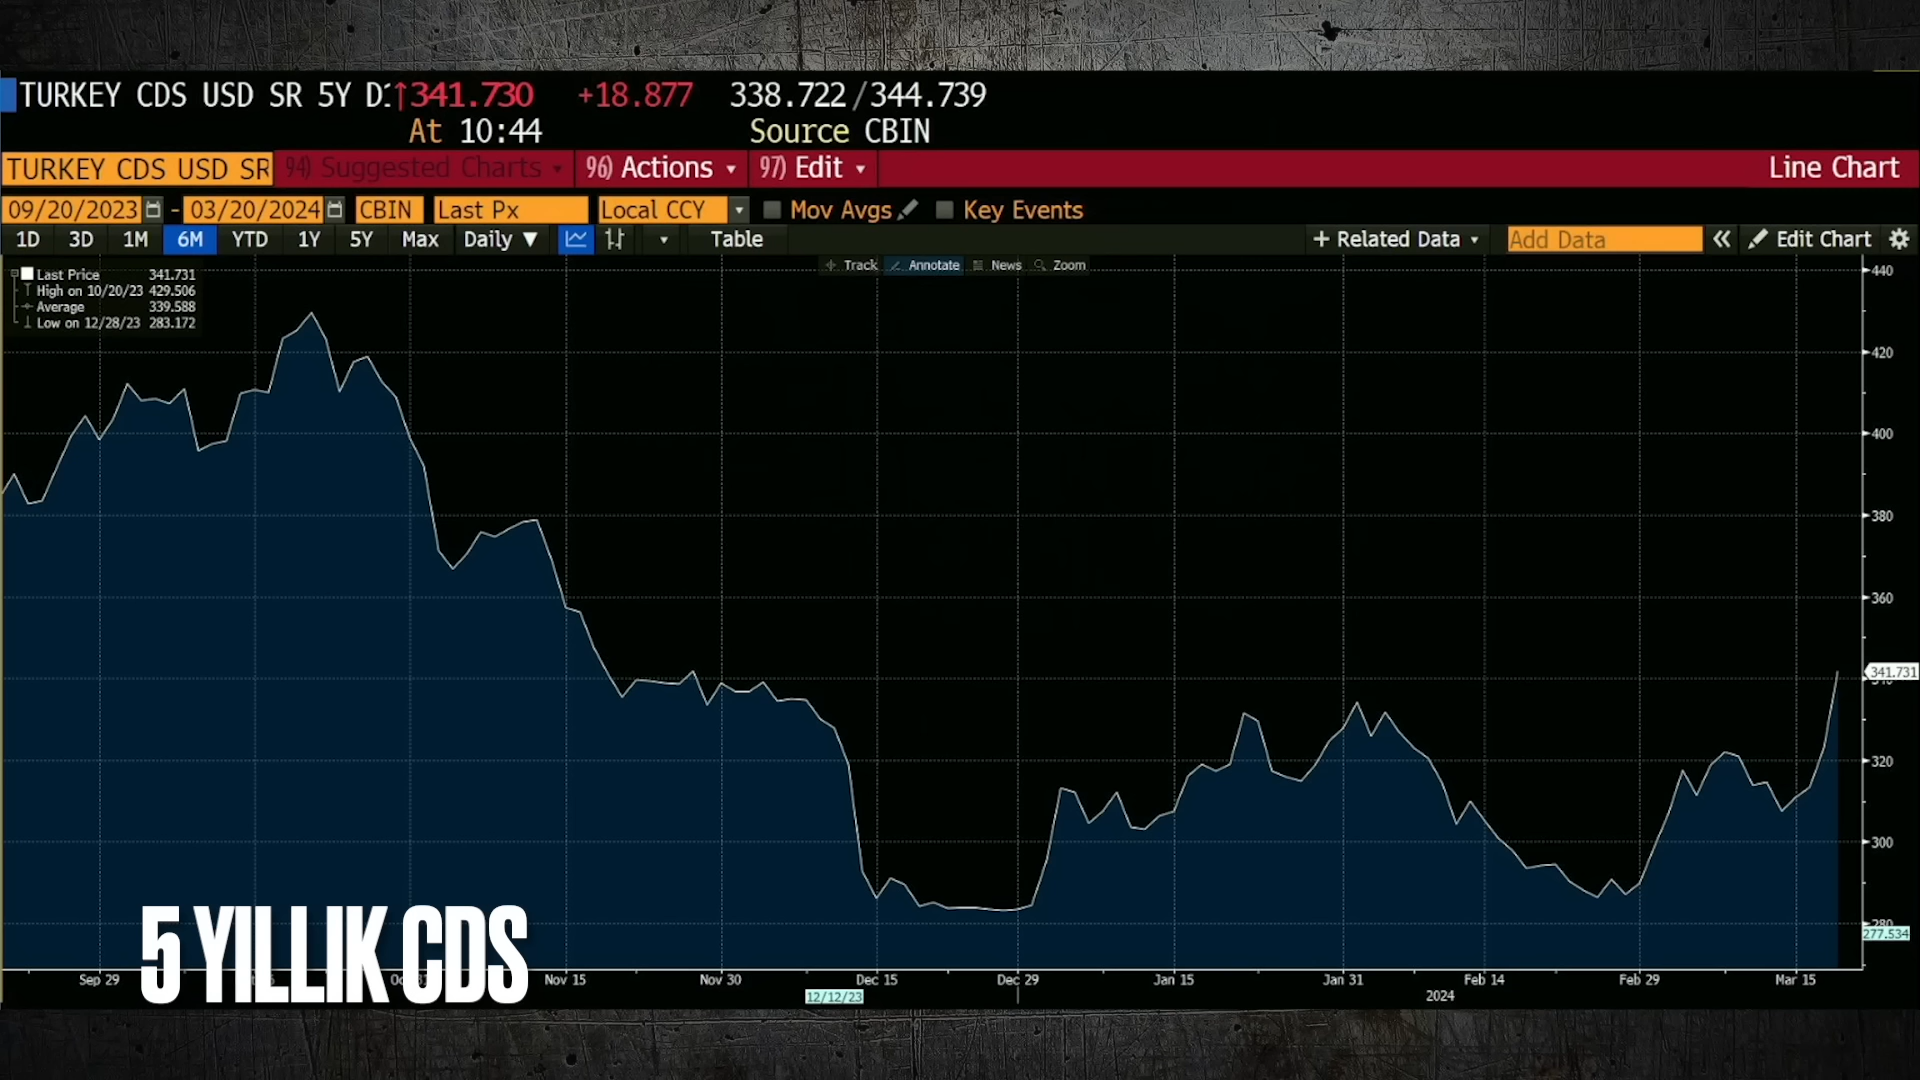 TURKEY CDS USD SR 5Y D: ↑341.730 +18.877 338.722/344.739
At 10:44 Source CBIN
TURKEY CDS USD SR 94) Suggested Charts 96) Actions 97) Edit Line Chart
09/20/2023 - 03/20/2024 CBIN Last Px Local CCY Mov Avgs Key Events
1D 3D 1M 6M YTD 1Y 5Y Max Daily ▼ Table + Related Data Add Data « Edit Chart
Track Annotate News Zoom
Last Price 341.731
High on 10/20/23 429.506
Average 339.588
Low on 12/28/23 283.172
440
420
400
380
360
341.731
320
300
280
277.534
5 YILLIK CDS
Sep 29 Nov 15 Nov 30 Dec 15 Dec 29 Jan 15 Jan 31 Feb 14 Feb 29 Mar 15
12/12/23 2024